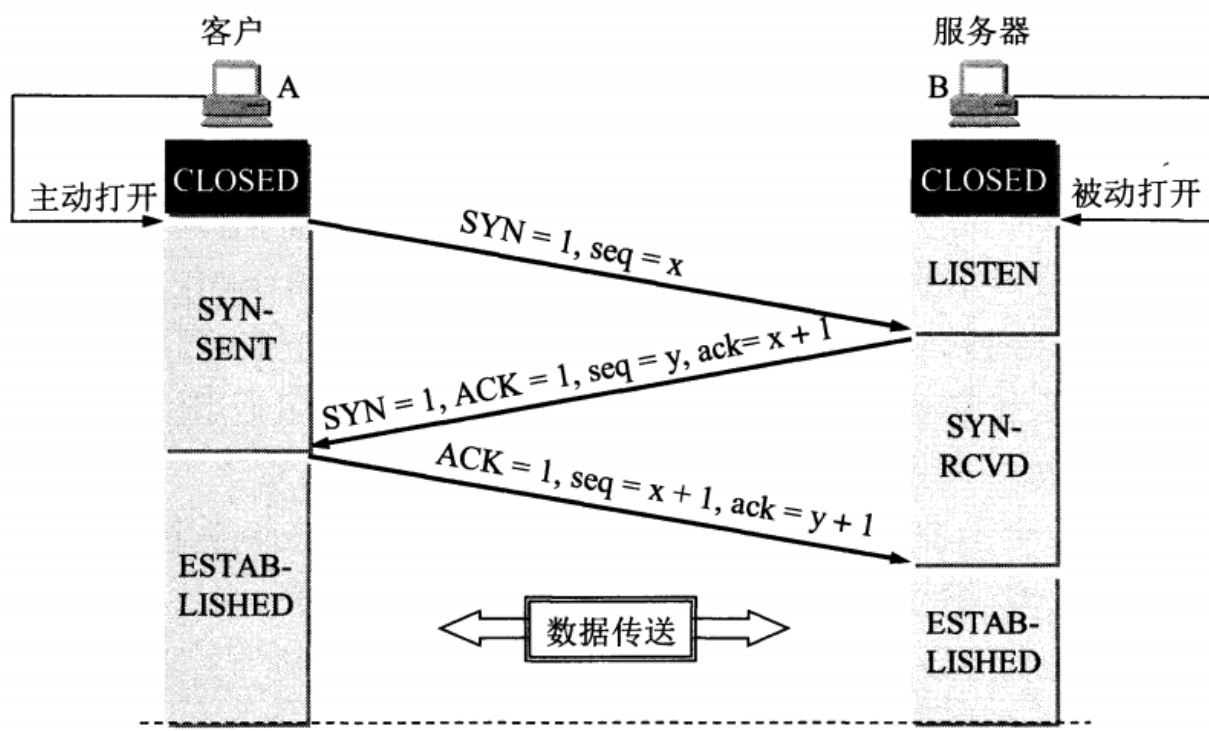 客户
服务器
A
B
CLOSED
CLOSED
主动打开
被动打开
SYN = 1, seq = x
LISTEN
SYN-
SENT
SYN = 1, ACK = 1, seq = y, ack= x + 1
SYN-
RCVD
ACK = 1, seq = x + 1, ack = y + 1
ESTAB-
LISHED
数据传送
ESTAB-
LISHED